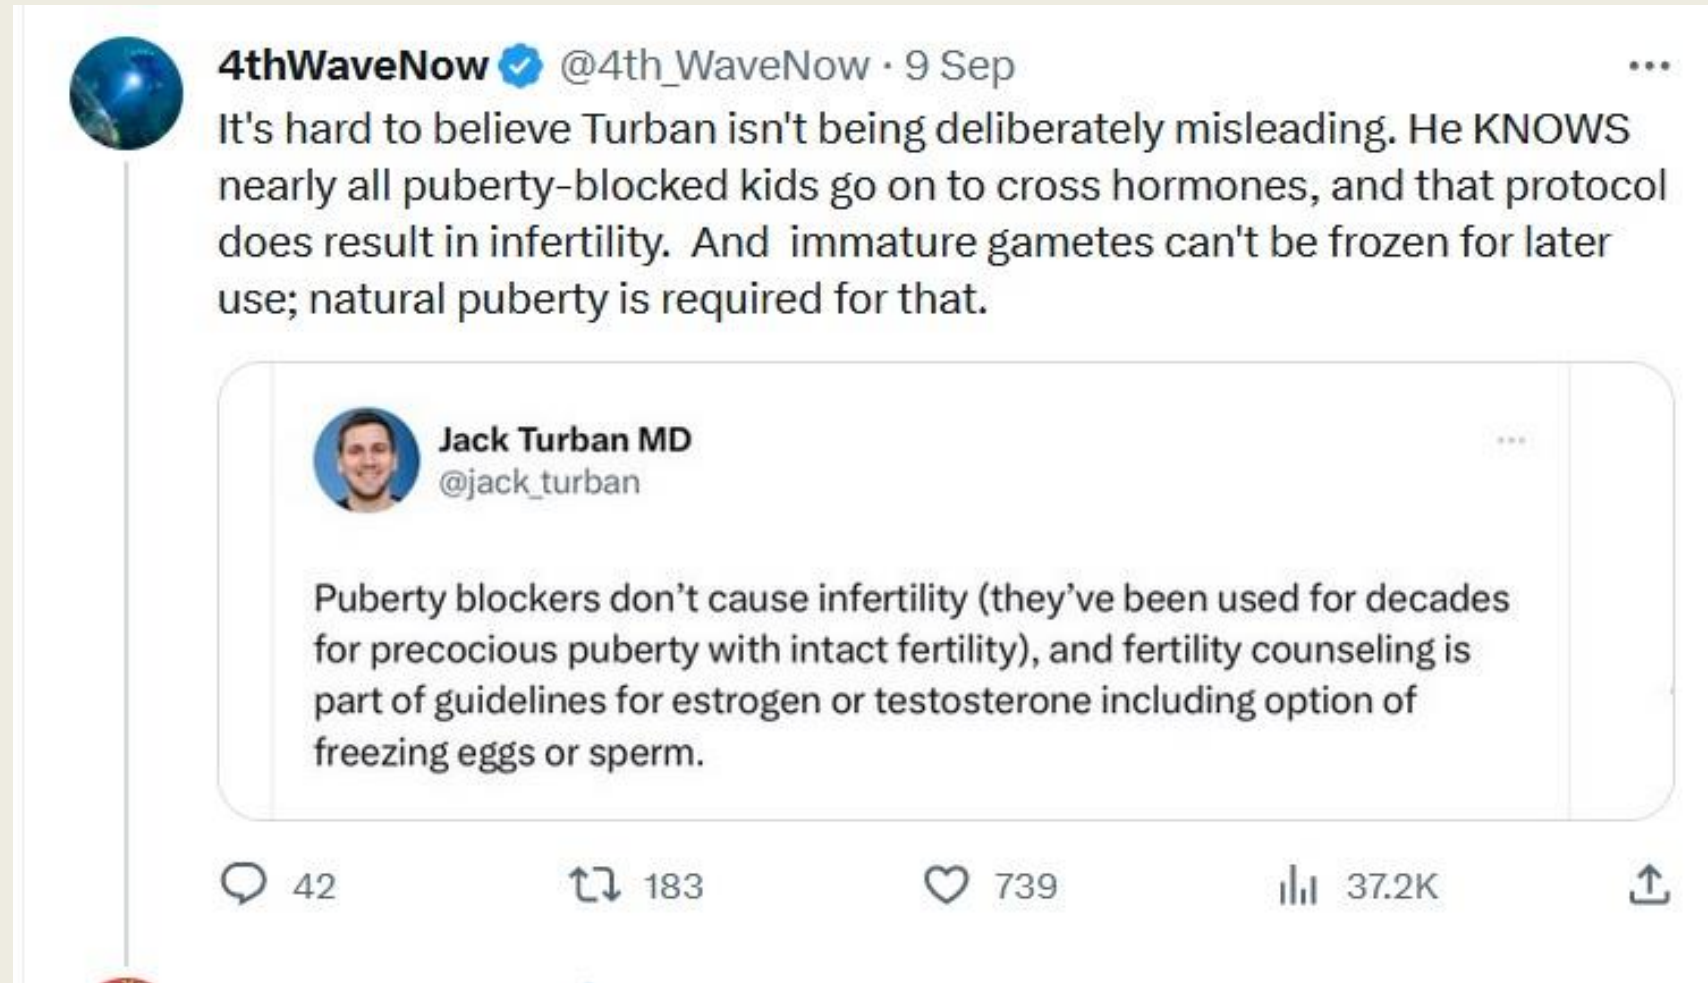 4thWaveNow @4th_WaveNow · 9 Sep
It's hard to believe Turban isn't being deliberately misleading. He KNOWS
nearly all puberty-blocked kids go on to cross hormones, and that protocol
does result in infertility.  And  immature gametes can't be frozen for later
use; natural puberty is required for that.
Jack Turban MD
@jack_turban
Puberty blockers don’t cause infertility (they’ve been used for decades
for precocious puberty with intact fertility), and fertility counseling is
part of guidelines for estrogen or testosterone including option of
freezing eggs or sperm.
42 183 739 37.2K